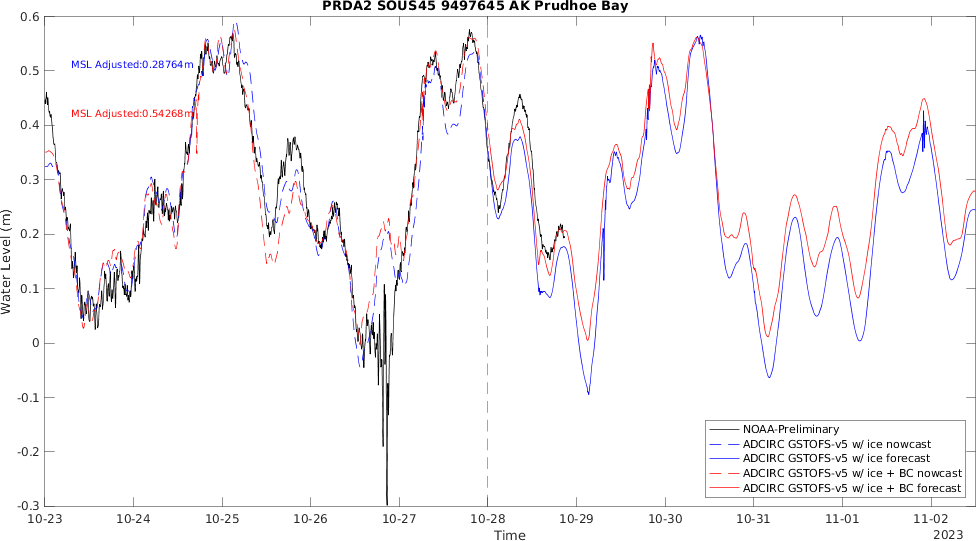 PRDA2 SOUS45 9497645 AK Prudhoe Bay
0.6
0.5
0.4
0.3
0.2
0.1
0
-0.1
-0.2
-0.3
Water Level (m)
MSL Adjusted:0.28764m
MSL Adjusted:0.54268m
NOAA-Preliminary
ADCIRC GSTOFS-v5 w/ ice nowcast
ADCIRC GSTOFS-v5 w/ ice forecast
ADCIRC GSTOFS-v5 w/ ice + BC nowcast
ADCIRC GSTOFS-v5 w/ ice + BC forecast
10-23 10-24 10-25 10-26 10-27 10-28 10-29 10-30 10-31 11-01 11-02
Time
2023